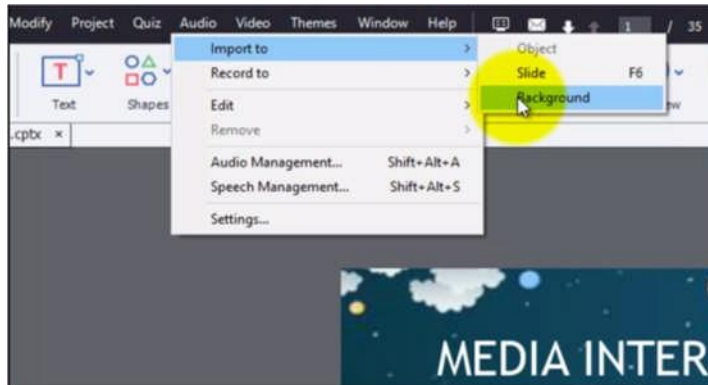 Modify Project Quiz Audio Video Themes Window Help 1 / 35
Import to > Object
Record to > Slide F6
Edit > Background
Remove >
Text Shapes
.cptx ×
Audio Management... Shift+Alt+A
Speech Management... Shift+Alt+S
Settings...
MEDIA INTER